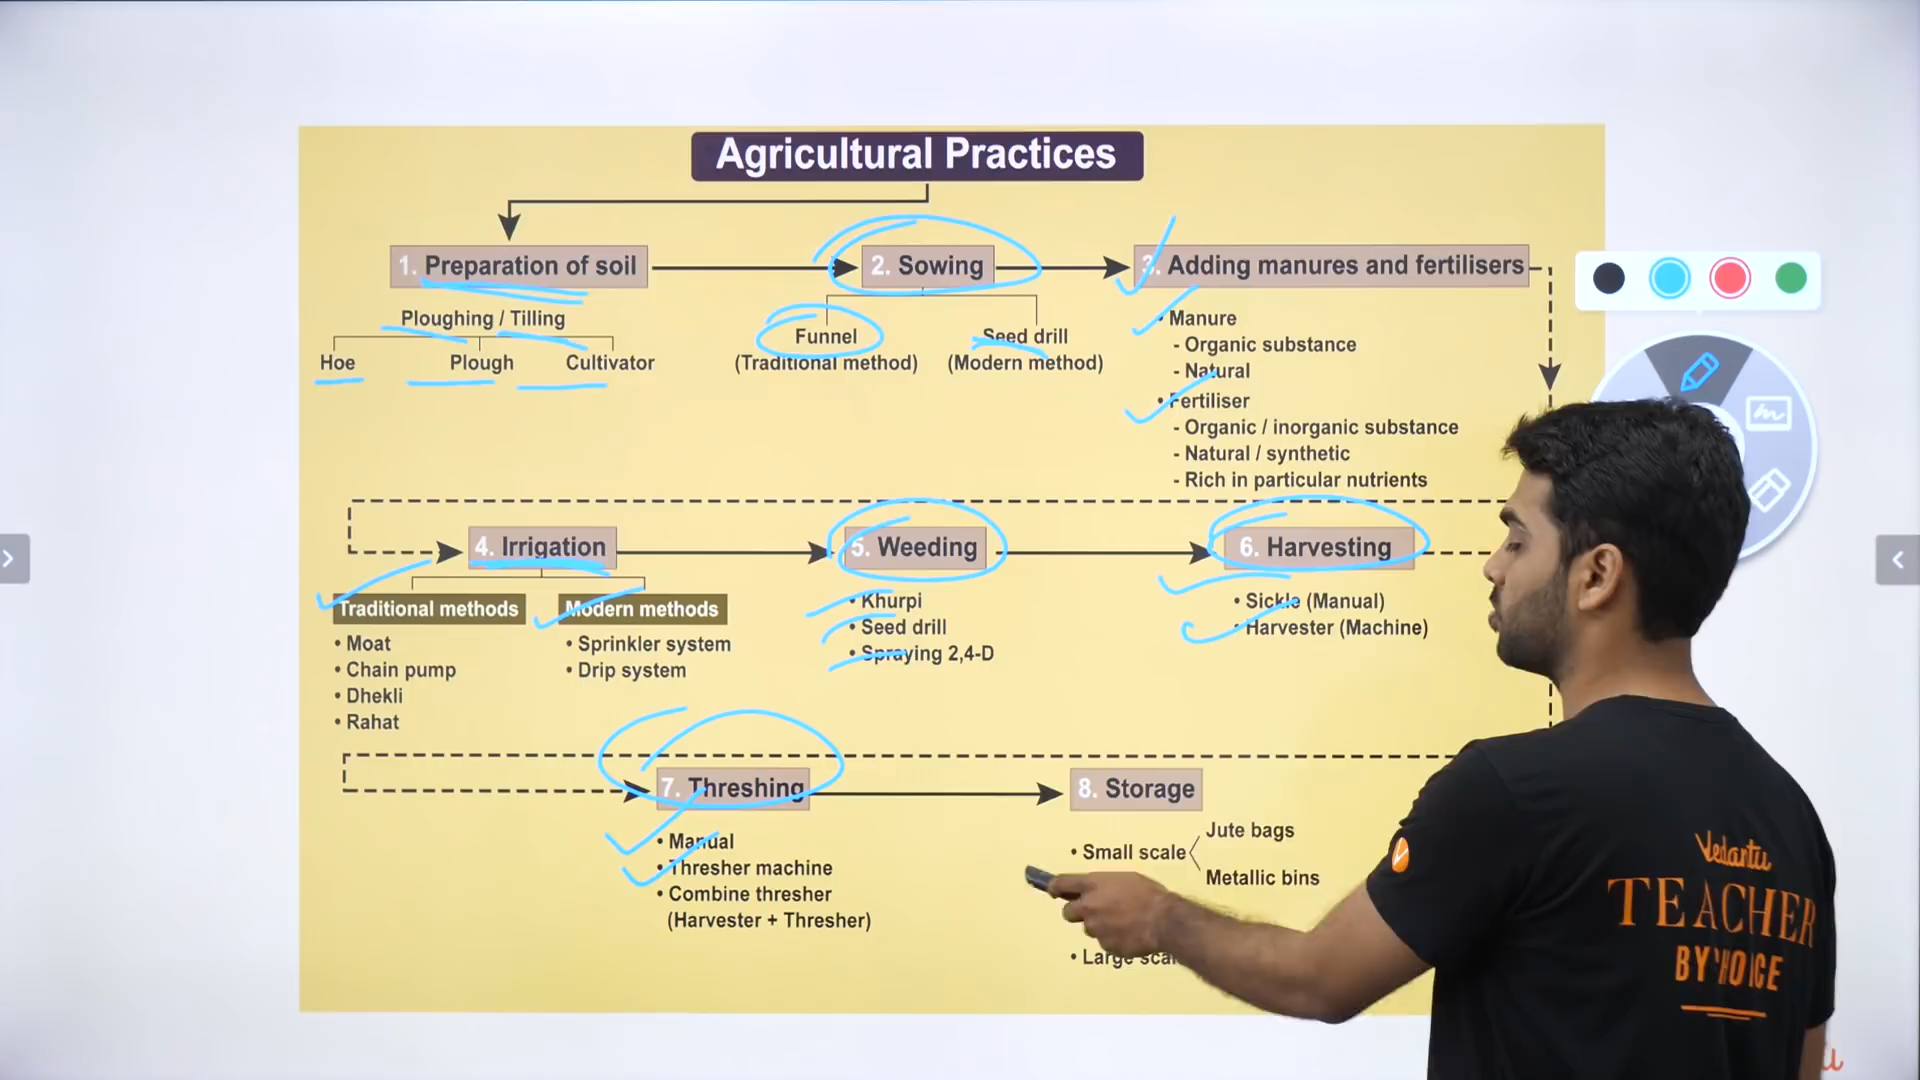 Agricultural Practices
1. Preparation of soil
2. Sowing
3. Adding manures and fertilisers
Ploughing / Tilling
Hoe
Plough
Cultivator
Funnel
(Traditional method)
Seed drill
(Modern method)
• Manure
- Organic substance
- Natural
• Fertiliser
- Organic / inorganic substance
- Natural / synthetic
- Rich in particular nutrients
4. Irrigation
5. Weeding
6. Harvesting
Traditional methods
• Moat
• Chain pump
• Dhekli
• Rahat
Modern methods
• Sprinkler system
• Drip system
• Khurpi
• Seed drill
• Spraying 2,4-D
• Sickle (Manual)
• Harvester (Machine)
7. Threshing
8. Storage
• Manual
• Thresher machine
• Combine thresher
(Harvester + Thresher)
• Small scale
Jute bags
Metallic bins
• Large
Vedantu
TEACHER
BY CHOICE